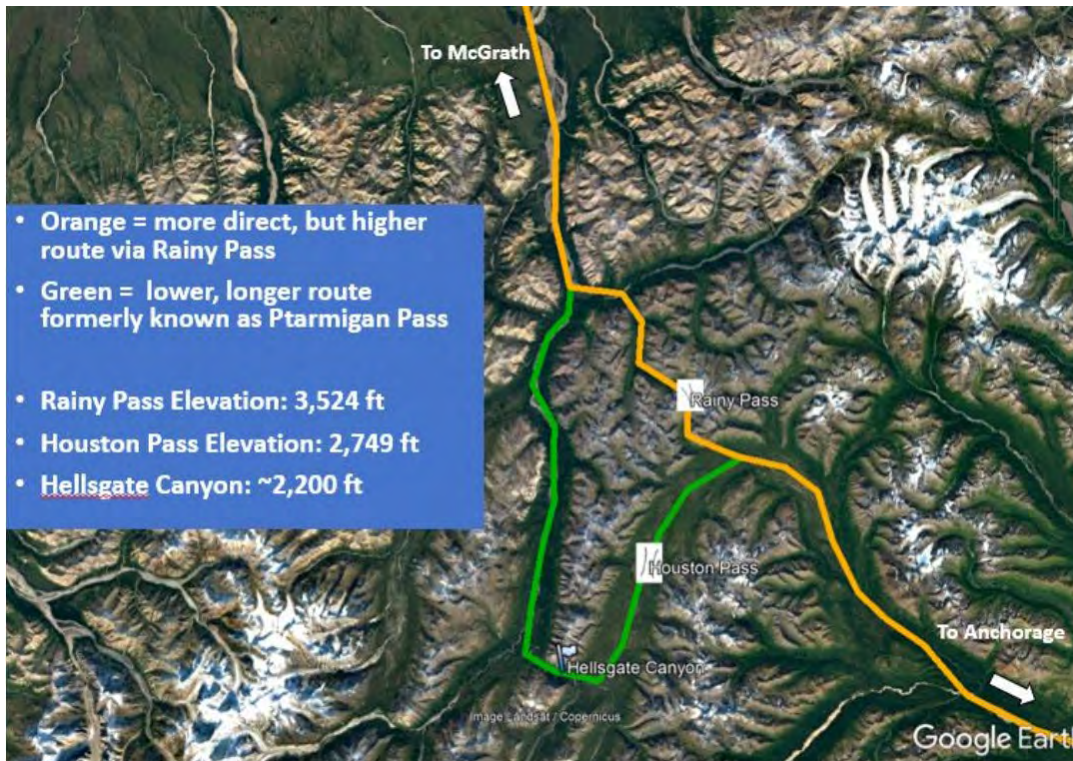 To McGrath
• Orange = more direct, but higher
route via Rainy Pass
• Green =  lower, longer route
formerly known as Ptarmigan Pass
• Rainy Pass Elevation: 3,524 ft
• Houston Pass Elevation: 2,749 ft
• Hellsgate Canyon: ~2,200 ft
Rainy Pass
Houston Pass
To Anchorage
Hellsgate Canyon
Image Landsat / Copernicus
Google Earth